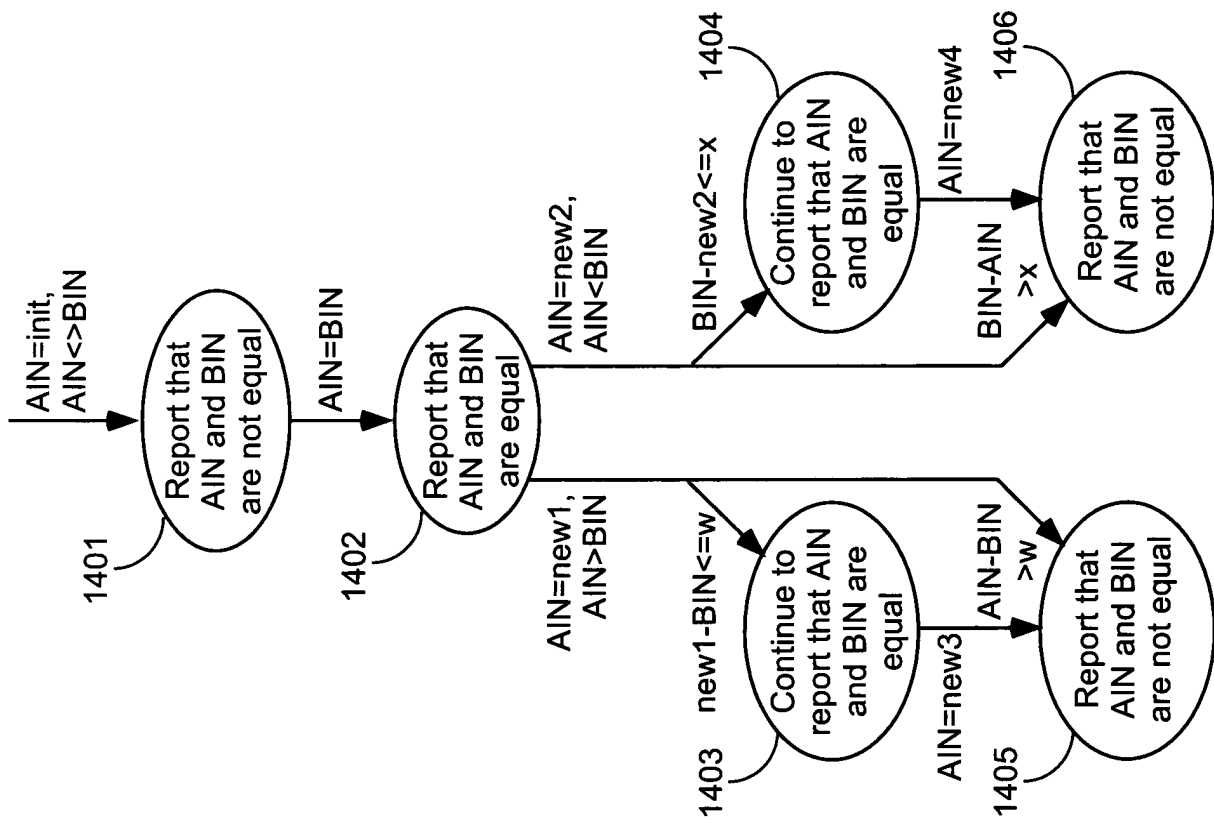 AIN=init,
AIN<>BIN
1401
Report that
AIN and BIN
are not equal
AIN=BIN
1402
Report that
AIN and BIN
are equal
AIN=new1,
AIN>BIN
AIN=new2,
AIN<BIN
new1-BIN<=w
BIN-new2<=x
1403
Continue to
report that AIN
and BIN are
equal
1404
Continue to
report that AIN
and BIN are
equal
AIN=new3
AIN-BIN
>w
BIN-AIN
>x
AIN=new4
1405
Report that
AIN and BIN
are not equal
1406
Report that
AIN and BIN
are not equal